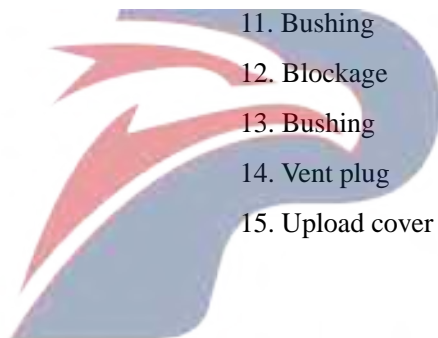 11. Bushing
12. Blockage
13. Bushing
14. Vent plug
15. Upload cover